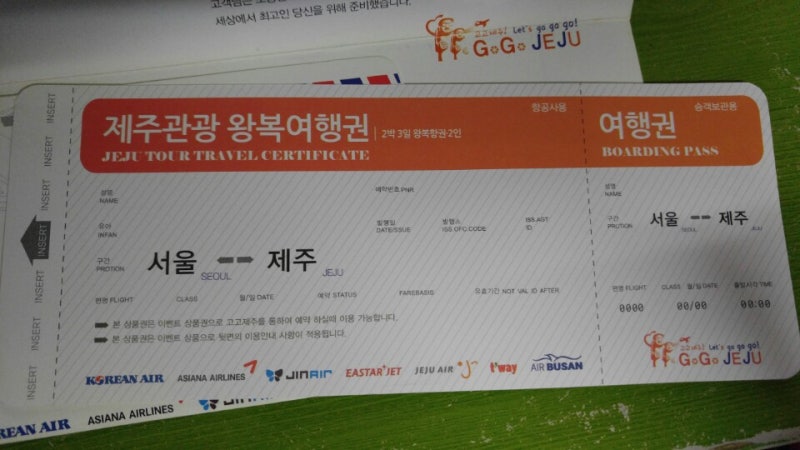 세상에서 최고인 당신을 위해 준비했습니다.
고고제주! Let's go go go!
GoGo JEJU
INSERT
INSERT
INSERT
INSERT
INSERT
INSERT
INSERT
제주관광 왕복여행권 2박 3일 왕복항권·2인
항공사용
JEJU TOUR TRAVEL CERTIFICATE
성명
NAME
예약번호 PNR
유아
INFAN
발행일
DATE/ISSUE
발행소
ISS.OFC.CODE
ISS.AST
ID
구간
PROTION
서울 SEOUL 제주 JEJU
편명 FLIGHT CLASS 월/일 DATE 예약 STATUS FAREBASIS 유효기간 NOT VAL ID AFTER
본 상품권은 이벤트 상품권으로 고고제주를 통하여 예약 하실때 이용 가능합니다.
본 상품권은 이벤트 상품으로 뒷면의 이용안내 사항이 적용됩니다.
KOREAN AIR ASIANA AIRLINES JINAIR EASTAR JET JEJU AIR t'way AIR BUSAN
여행권
승객보관용
BOARDING PASS
성명
NAME
구간
PROTION
서울 SEOUL 제주 JEJU
편명 FLIGHT CLASS 월/일 DATE 출발시간 TIME
0000 00/00 00:00
고고제주! Let's go go go!
GoGo JEJU
REAN AIR ASIANA AIRLINES